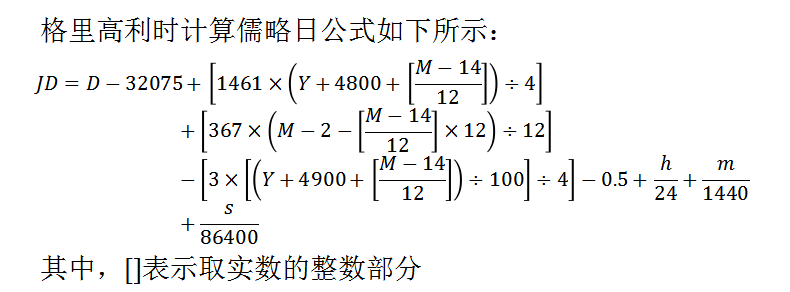 格里高利时计算儒略日公式如下所示：
JD = D − 32075 + [1461 × (Y + 4800 + [(M − 14)/12]) ÷ 4]
+ [367 × (M − 2 − [(M − 14)/12] × 12) ÷ 12]
− [3 × [(Y + 4900 + [(M − 14)/12]) ÷ 100] ÷ 4] − 0.5 + h/24 + m/1440
+ s/86400
其中，[]表示取实数的整数部分